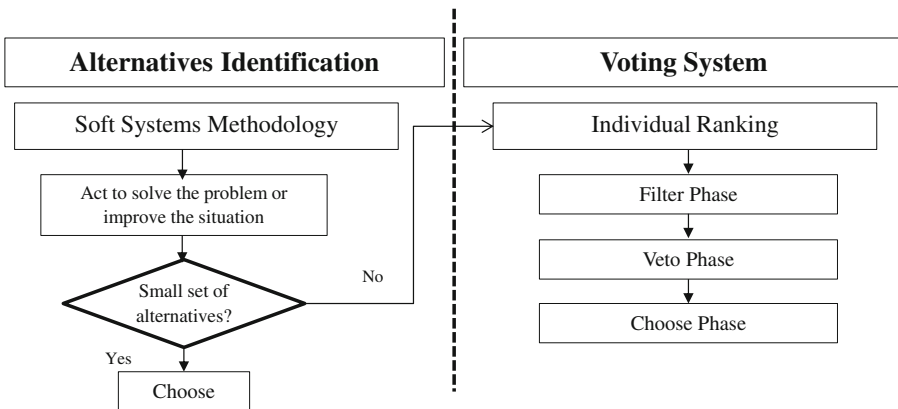 Alternatives Identification
Soft Systems Methodology
Act to solve the problem or
improve the situation
Small set of
alternatives?
No
Yes
Choose
Voting System
Individual Ranking
Filter Phase
Veto Phase
Choose Phase